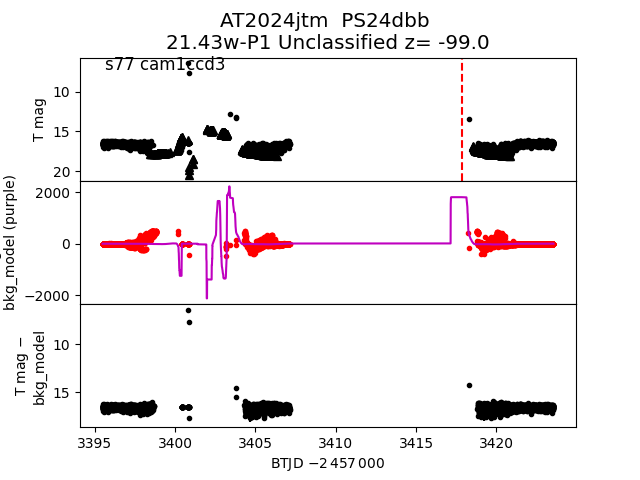 AT2024jtm PS24dbb
21.43w-P1 Unclassified z= -99.0
s77 cam1ccd3
T mag
10
15
20
bkg_model (purple)
2000
0
−2000
T mag −
bkg_model
10
15
3395 3400 3405 3410 3415 3420
BTJD −2 457 000